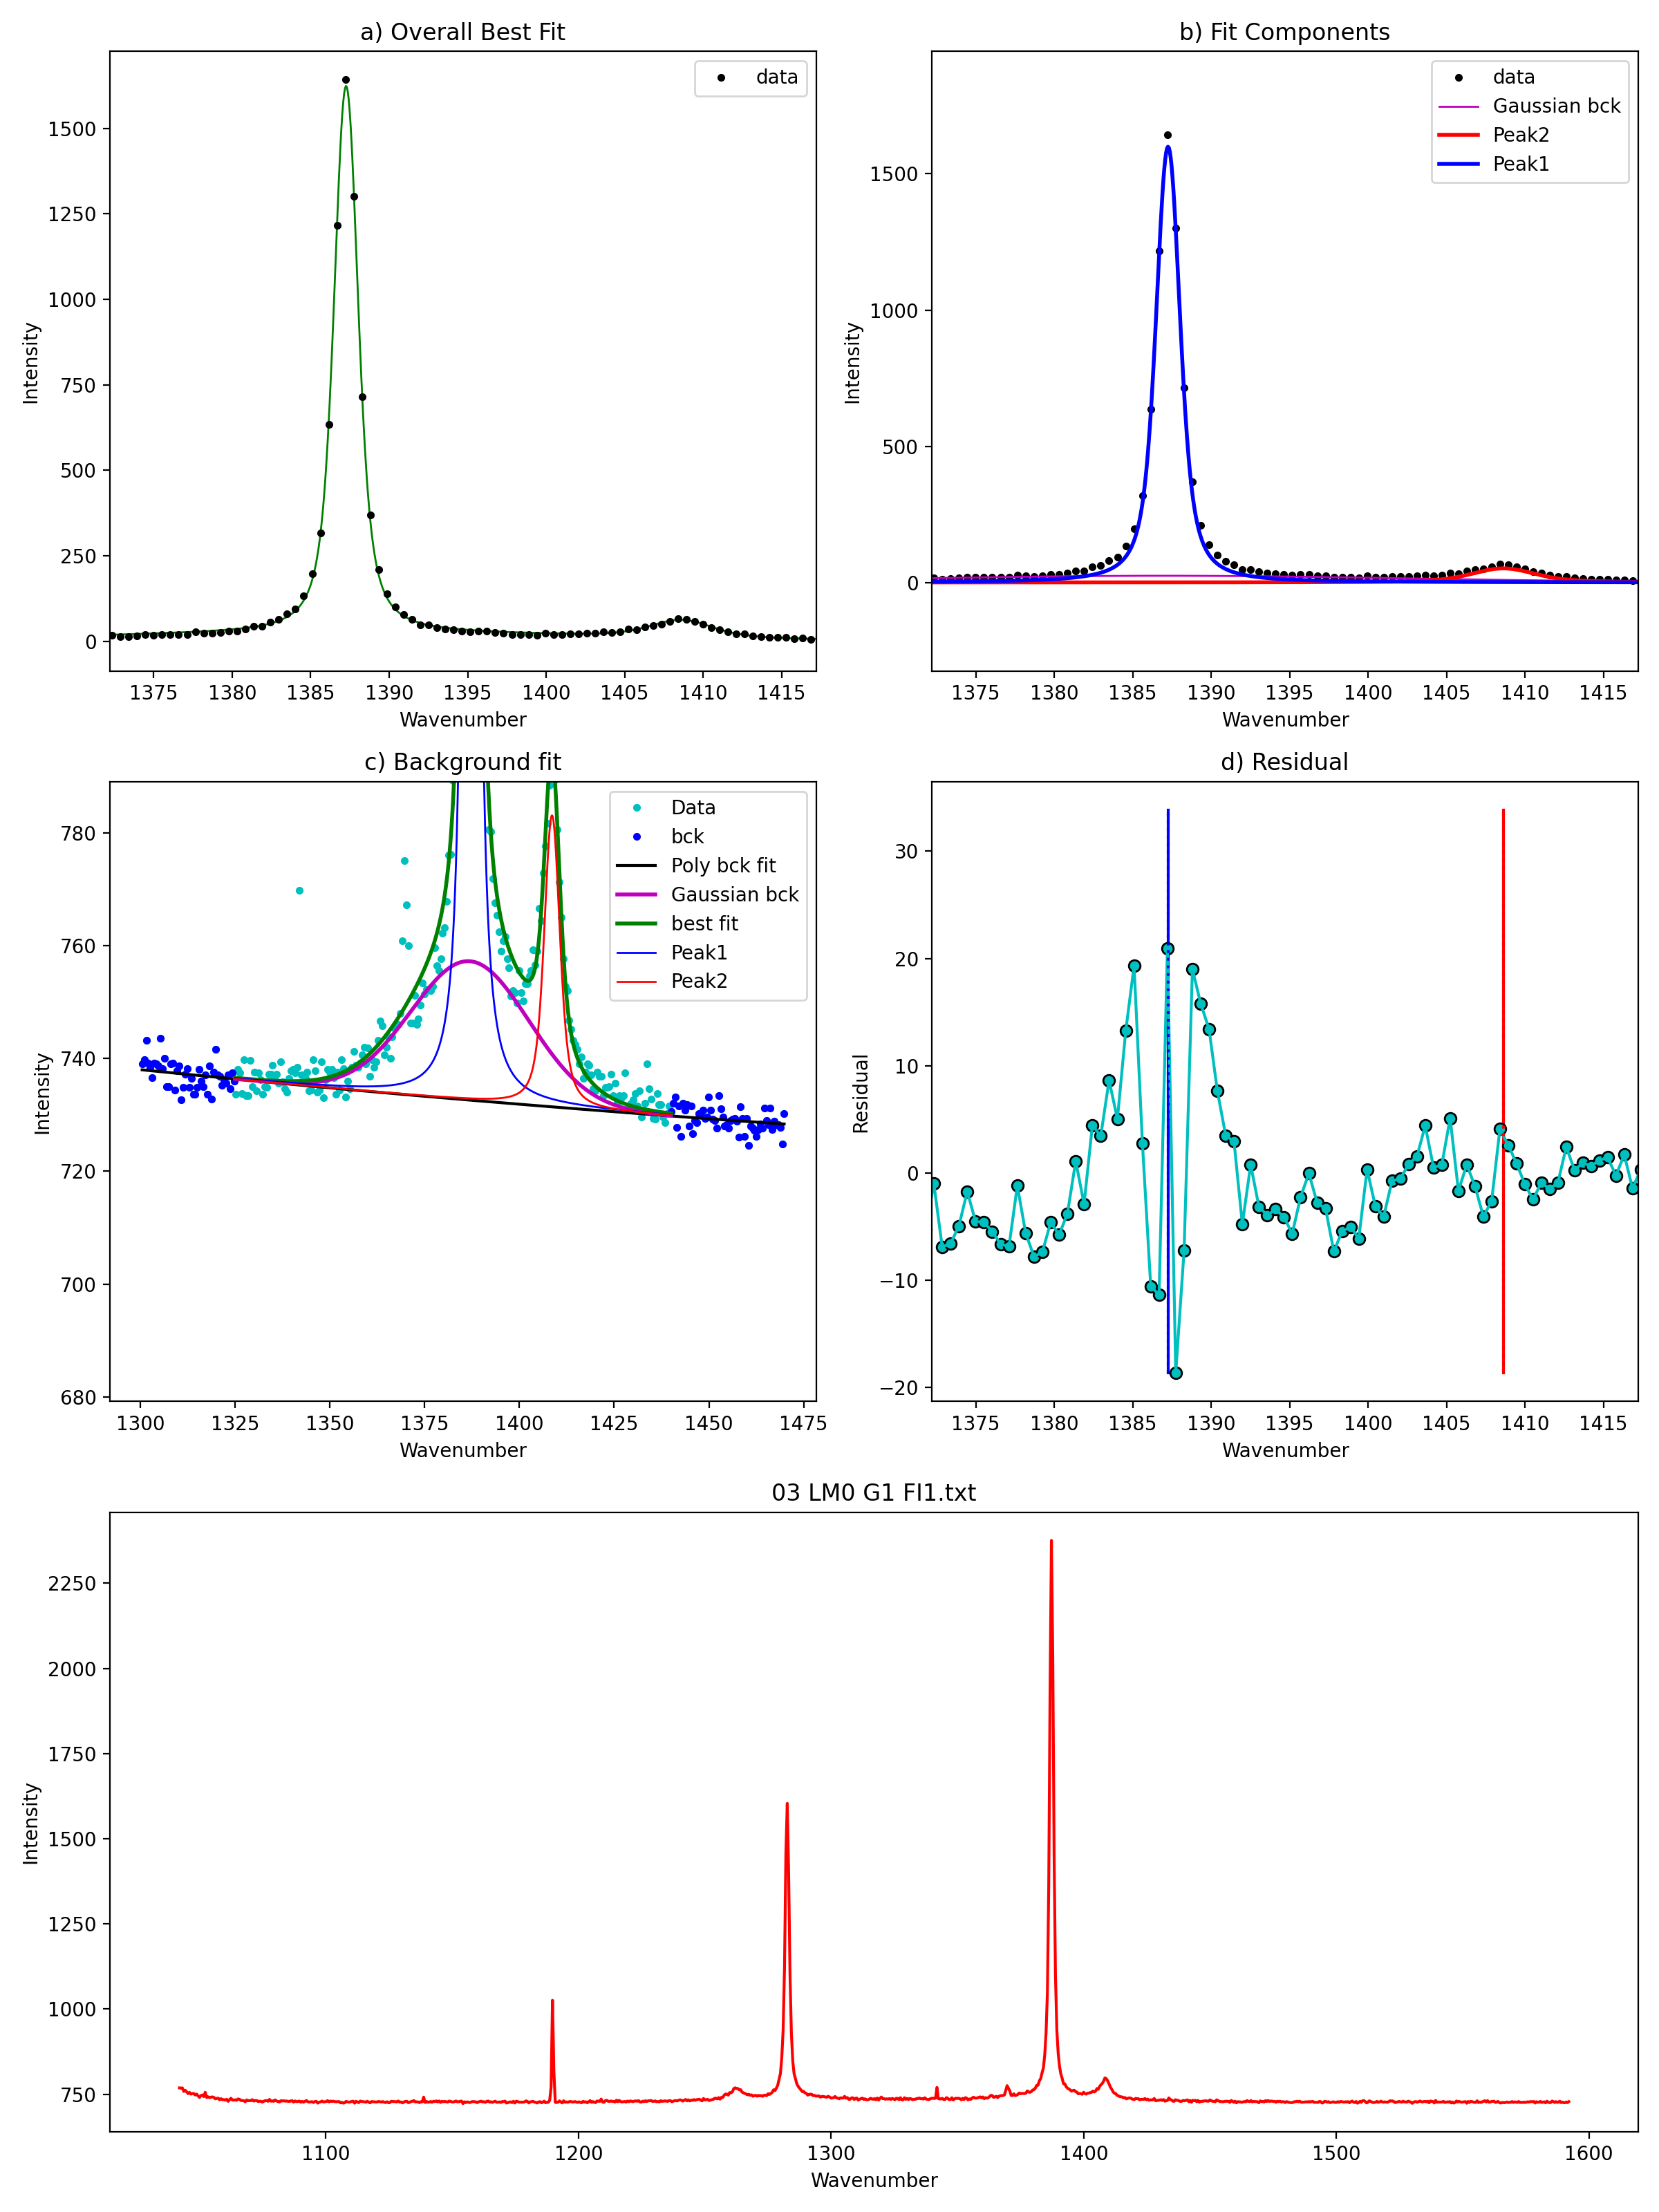 a) Overall Best Fit
data
1500
1250
1000
750
500
250
0
Intensity
1375 1380 1385 1390 1395 1400 1405 1410 1415
Wavenumber
b) Fit Components
data
Gaussian bck
Peak2
Peak1
1500
1000
500
0
Intensity
1375 1380 1385 1390 1395 1400 1405 1410 1415
Wavenumber
c) Background fit
Data
bck
Poly bck fit
Gaussian bck
best fit
Peak1
Peak2
780
760
740
720
700
680
Intensity
1300 1325 1350 1375 1400 1425 1450 1475
Wavenumber
d) Residual
30
20
10
0
−10
−20
Residual
1375 1380 1385 1390 1395 1400 1405 1410 1415
Wavenumber
03 LM0 G1 FI1.txt
2250
2000
1750
1500
1250
1000
750
Intensity
1100 1200 1300 1400 1500 1600
Wavenumber